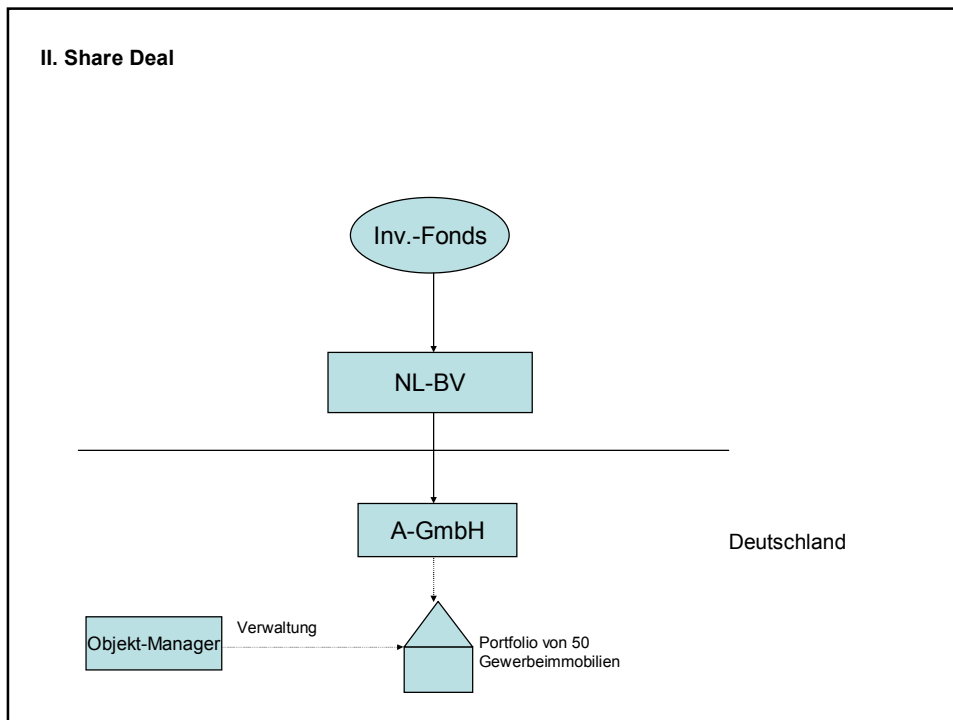 II. Share Deal
Inv.-Fonds
NL-BV
A-GmbH
Deutschland
Objekt-Manager
Verwaltung
Portfolio von 50
Gewerbeimmobilien